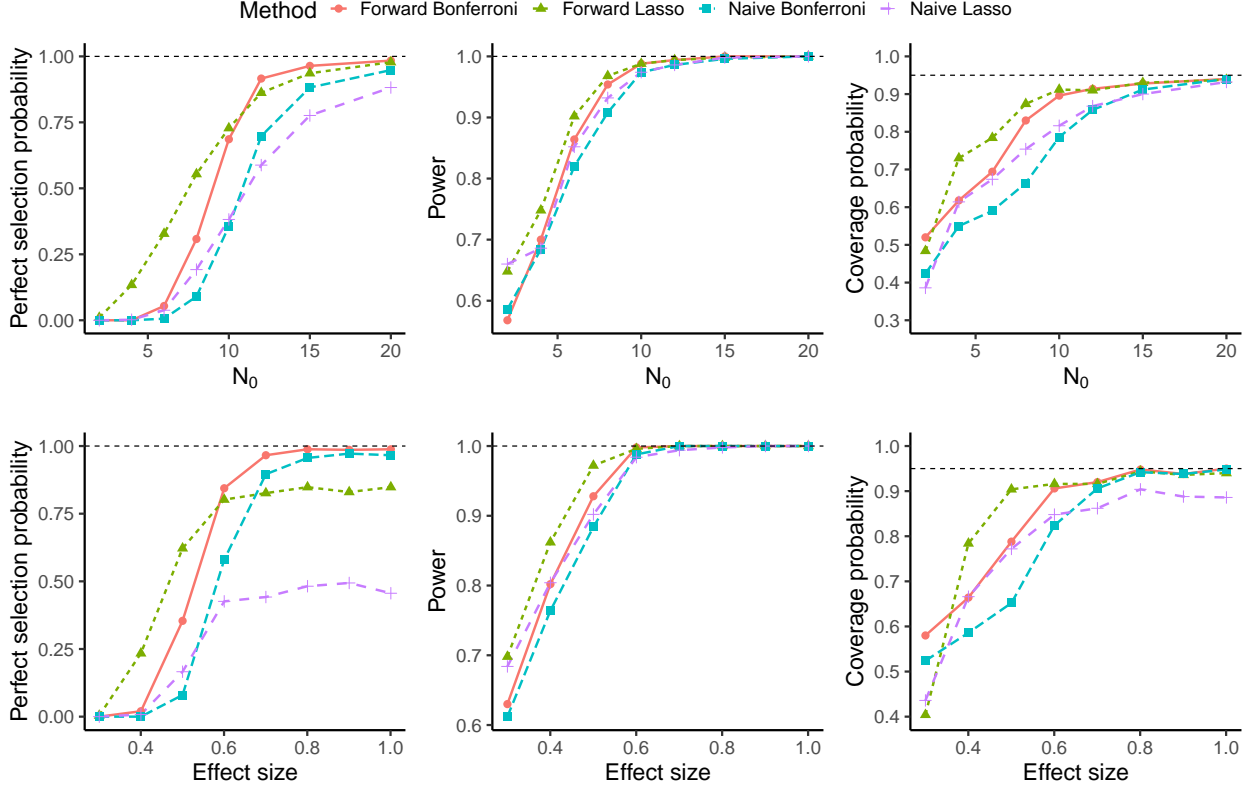 Method Forward Bonferroni Forward Lasso Naive Bonferroni Naive Lasso
Perfect selection probability
1.00
0.75
0.50
0.25
0.00
5 10 15 20
N₀
Power
1.0
0.9
0.8
0.7
0.6
5 10 15 20
N₀
Coverage probability
1.0
0.9
0.8
0.7
0.6
0.5
0.4
0.3
5 10 15 20
N₀
Perfect selection probability
1.00
0.75
0.50
0.25
0.00
0.4 0.6 0.8 1.0
Effect size
Power
1.0
0.9
0.8
0.7
0.6
0.4 0.6 0.8 1.0
Effect size
Coverage probability
1.0
0.9
0.8
0.7
0.6
0.5
0.4
0.4 0.6 0.8 1.0
Effect size